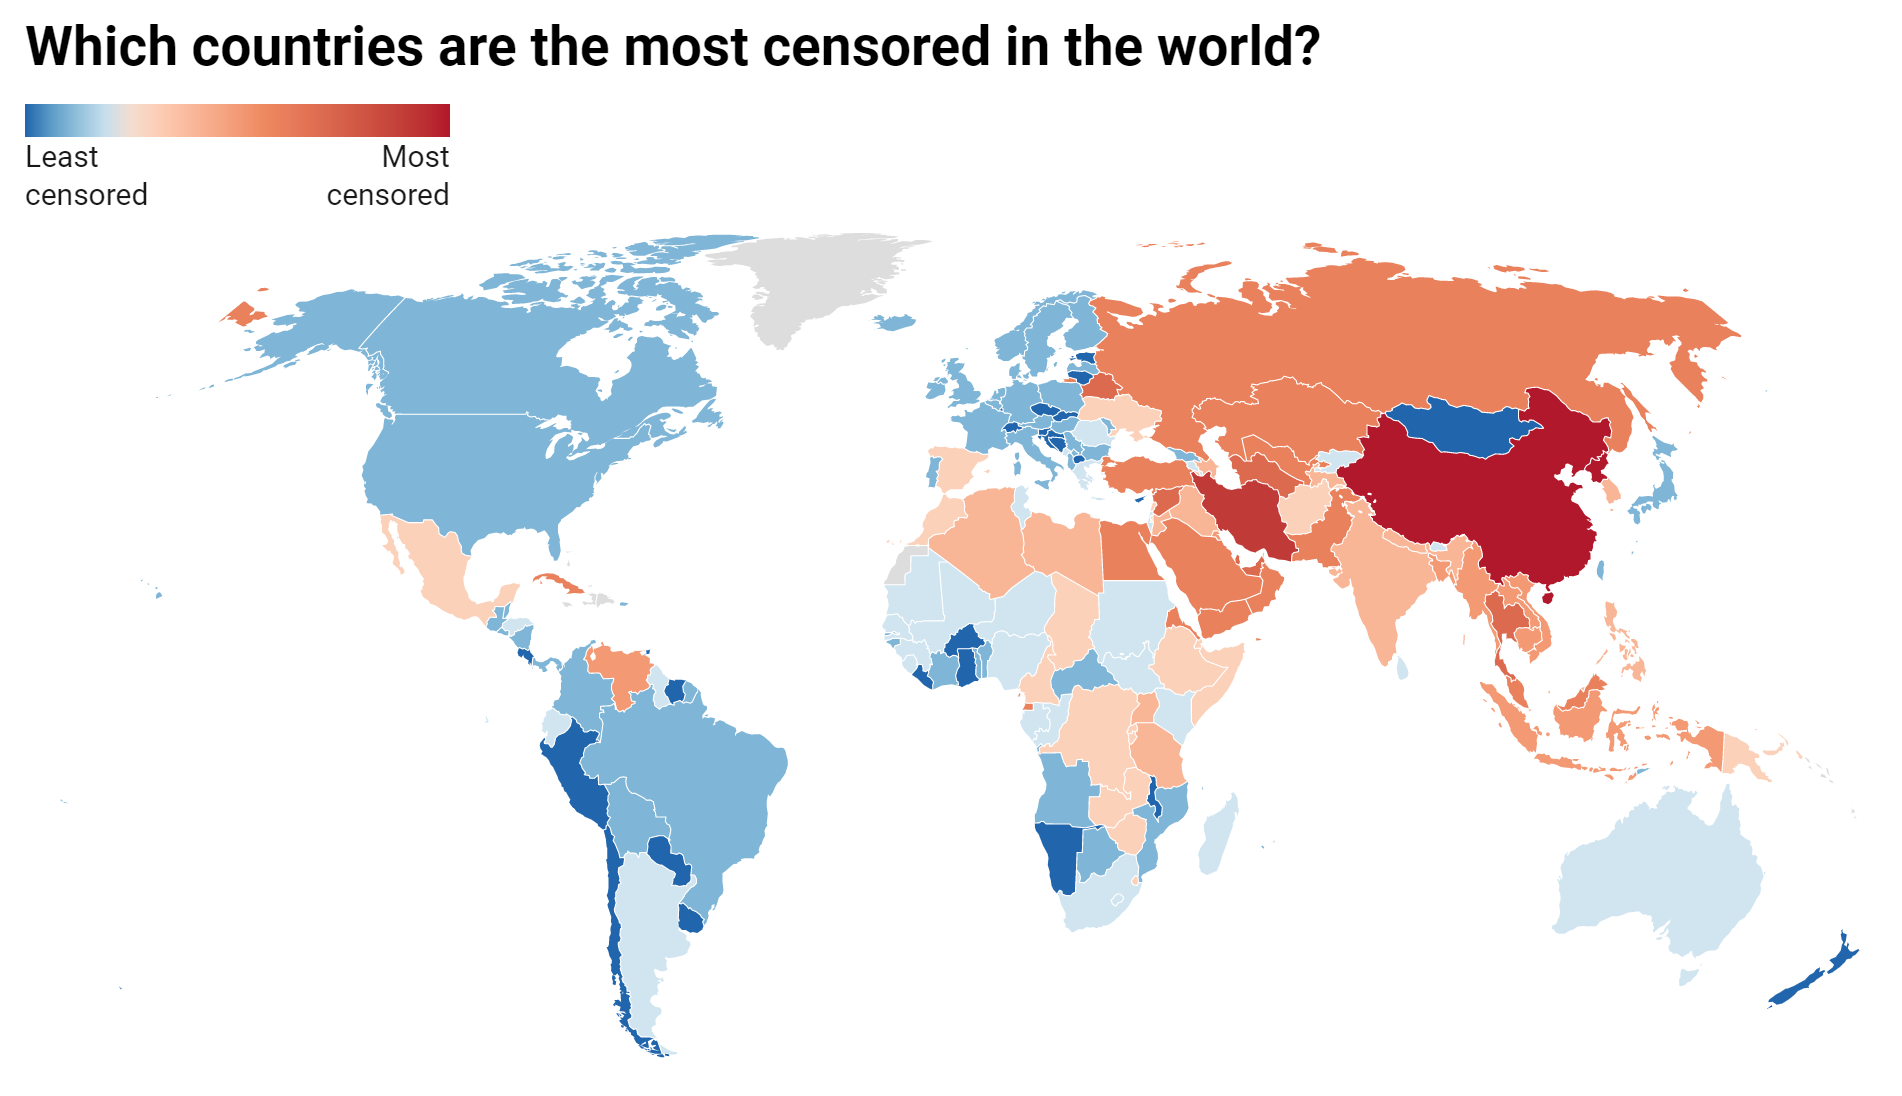 Which countries are the most censored in the world?
Least Most
censored censored